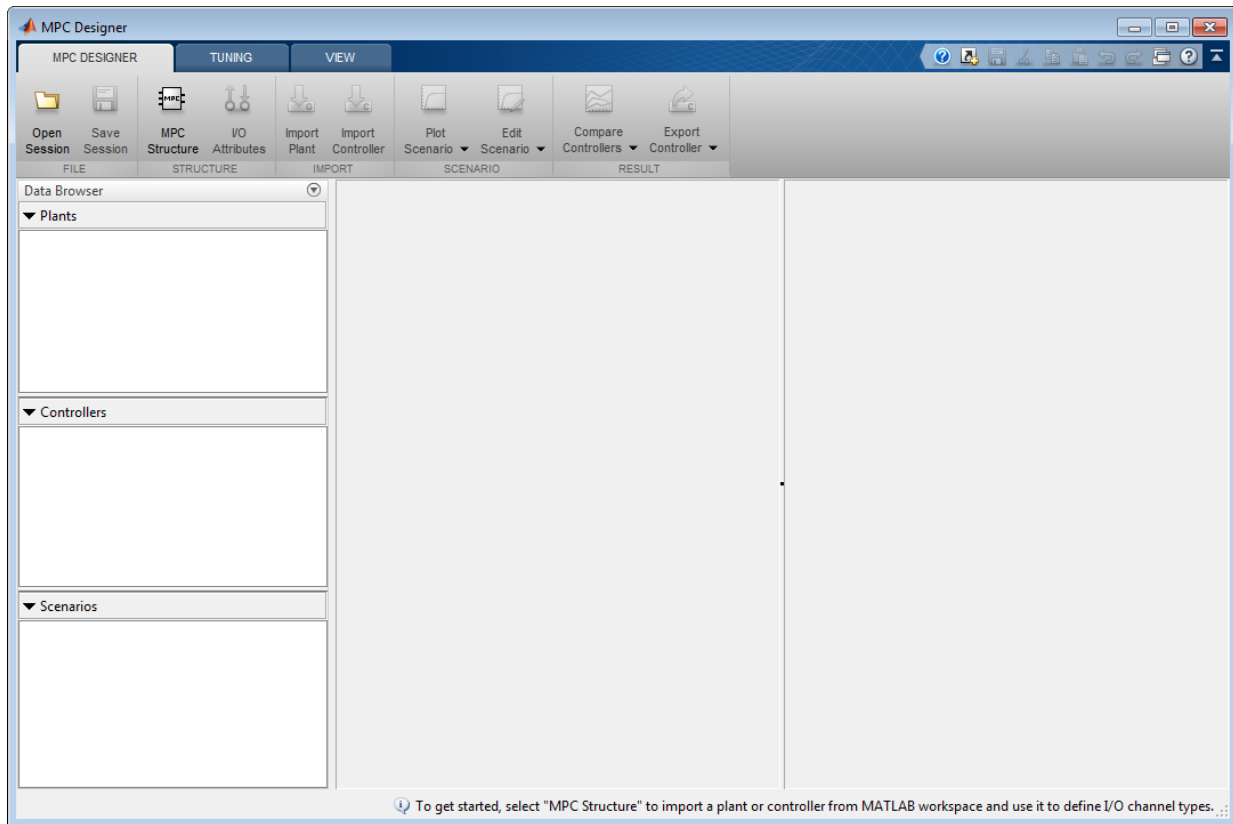 MPC Designer
MPC DESIGNER TUNING VIEW
MPC G C C
Open Save MPC I/O Import Import Plot Edit Compare Export
Session Session Structure Attributes Plant Controller Scenario Scenario Controllers Controller
FILE STRUCTURE IMPORT SCENARIO RESULT
Data Browser
Plants
Controllers
Scenarios
To get started, select "MPC Structure" to import a plant or controller from MATLAB workspace and use it to define I/O channel types.